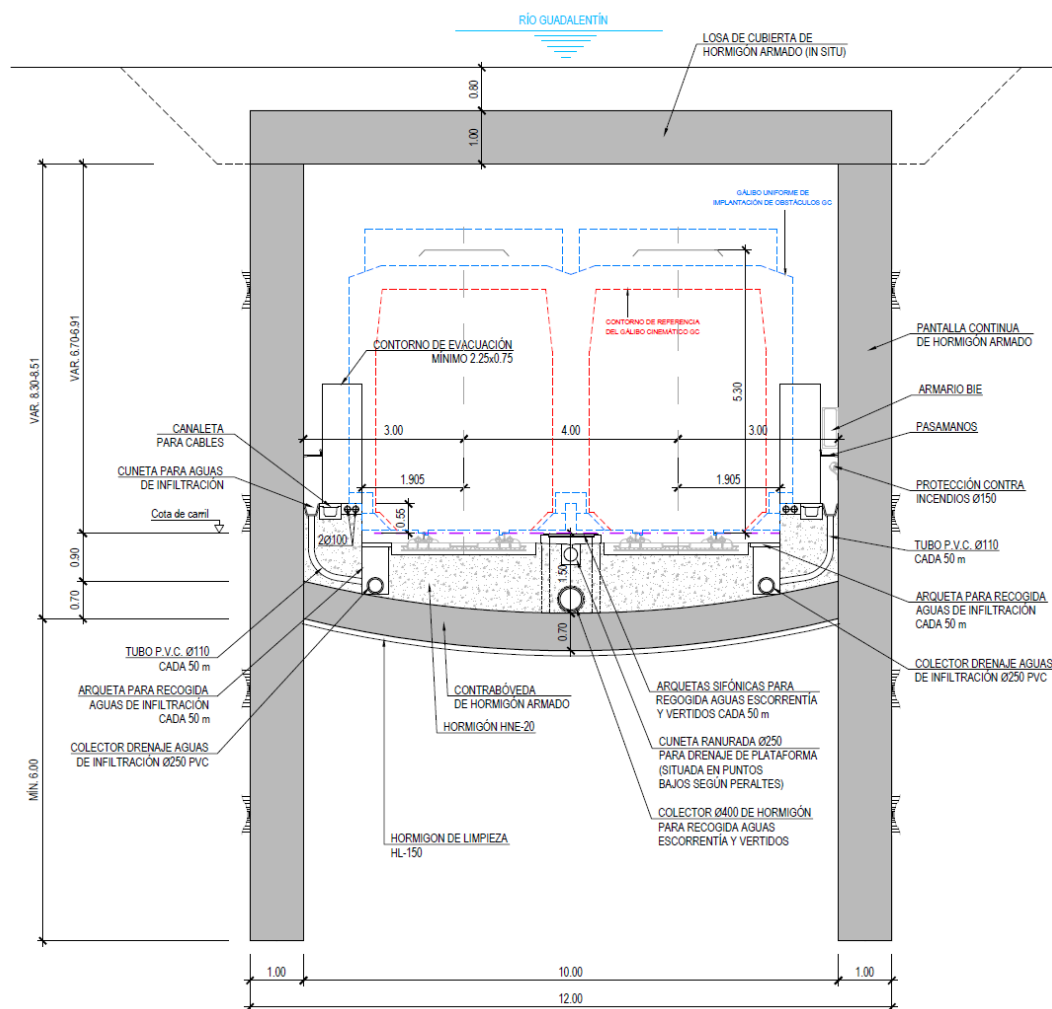 RÍO GUADALENTÍN
LOSA DE CUBIERTA DE
HORMIGÓN ARMADO (IN SITU)
0.80
1.00
GÁLIBO UNIFORME DE
IMPLANTACIÓN DE OBSTÁCULOS GC
CONTORNO DE REFERENCIA
DEL GÁLIBO CINEMÁTICO GC
PANTALLA CONTINUA
DE HORMIGÓN ARMADO
CONTORNO DE EVACUACIÓN
MÍNIMO 2.25x0.75
VAR. 8.30-8.51
VAR. 6.70-6.91
5.30
ARMARIO BIE
PASAMANOS
CANALETA
PARA CABLES
3.00
4.00
3.00
CUNETA PARA AGUAS
DE INFILTRACIÓN
1.905
1.905
PROTECCIÓN CONTRA
INCENDIOS Ø150
Cota de carril
0.55
2Ø100
TUBO P.V.C. Ø110
CADA 50 m
0.90
0.70
1.50
0.70
ARQUETA PARA RECOGIDA
AGUAS DE INFILTRACIÓN
CADA 50 m
TUBO P.V.C. Ø110
CADA 50 m
COLECTOR DRENAJE AGUAS
DE INFILTRACIÓN Ø250 PVC
ARQUETA PARA RECOGIDA
AGUAS DE INFILTRACIÓN
CADA 50 m
CONTRABÓVEDA
DE HORMIGÓN ARMADO
ARQUETAS SIFÓNICAS PARA
REGOGIDA AGUAS ESCORRENTÍA
Y VERTIDOS CADA 50 m
HORMIGÓN HNE-20
COLECTOR DRENAJE AGUAS
DE INFILTRACIÓN Ø250 PVC
CUNETA RANURADA Ø250
PARA DRENAJE DE PLATAFORMA
(SITUADA EN PUNTOS
BAJOS SEGÚN PERALTES)
MÍN. 6.00
COLECTOR Ø400 DE HORMIGÓN
PARA RECOGIDA AGUAS
ESCORRENTÍA Y VERTIDOS
HORMIGON DE LIMPIEZA
HL-150
1.00
10.00
1.00
12.00